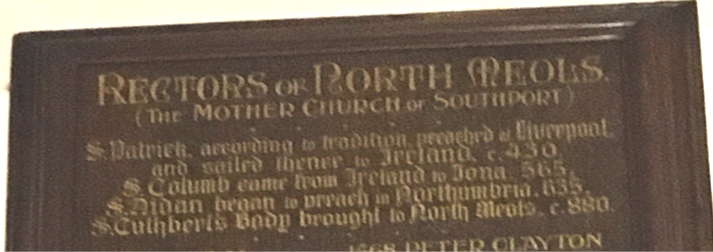 RECTORS OF NORTH MEOLS.
(THE MOTHER CHURCH OF SOUTHPORT)
S. Patrick, according to tradition, preached at Liverpool,
and sailed thence to Ireland, c. 430.
S. Columb came from Ireland to Iona, 565.
S. Aidan began to preach in Northumbria, 635.
S. Cuthbert's Body brought to North Meols, c. 880.
1668 PETER CLAYTON